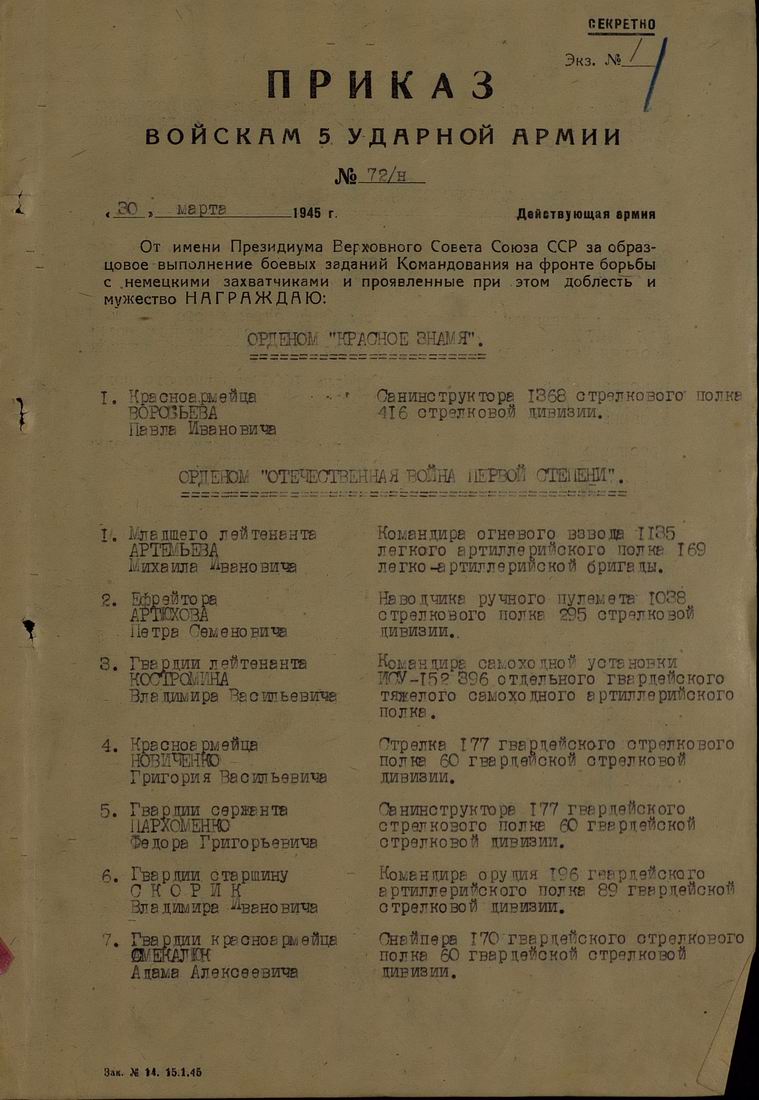 СЕКРЕТНО
Экз. № 1
ПРИКАЗ
ВОЙСКАМ 5 УДАРНОЙ АРМИИ
№ 72/н
„30„ марта 1945 г. Действующая армия
От имени Президиума Верховного Совета Союза ССР за образ-
цовое выполнение боевых заданий Командования на фронте борьбы
с немецкими захватчиками и проявленные при этом доблесть и
мужество НАГРАЖДАЮ:
ОРДЕНОМ "КРАСНОЕ ЗНАМЯ".
1. Красноармейца Санинструктора 1368 стрелкового полка
ВОРОБЬЕВА 416 стрелковой дивизии.
Павла Ивановича
ОРДЕНОМ "ОТЕЧЕСТВЕННАЯ ВОЙНА ПЕРВОЙ СТЕПЕНИ".
1. Младшего лейтенанта Командира огневого взвода 1135
АРТЕМЬЕВА легкого артиллерийского полка 169
Михаила Ивановича легко-артиллерийской бригады.
2. Ефрейтора Наводчика ручного пулемета 1038
АРТЮХОВА стрелкового полка 295 стрелковой
Петра Семеновича дивизии.
3. Гвардии лейтенанта Командира самоходной установки
КОСТРОМИНА ИСУ-152 396 отдельного гвардейского
Владимира Васильевича тяжелого самоходного артиллерийского
полка.
4. Красноармейца Стрелка 177 гвардейского стрелкового
НОВИЧЕНКО полка 60 гвардейской стрелковой
Григория Васильевича дивизии.
5. Гвардии сержанта Санинструктора 177 гвардейского
ПАРХОМЕНКО стрелкового полка 60 гвардейской
Федора Григорьевича стрелковой дивизии.
6. Гвардии старшину Командира орудия 196 гвардейского
СКОРИК артиллерийского полка 89 гвардейской
Владимира Ивановича стрелковой дивизии.
7. Гвардии красноармейца Снайпера 170 гвардейского стрелкового
СМЕКАЛЮК полка 60 гвардейской стрелковой
Адама Алексеевича дивизии.
Зак. № 14. 15.1.45